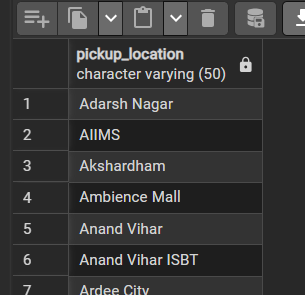 pickup_location
character varying (50)
1 Adarsh Nagar
2 AIIMS
3 Akshardham
4 Ambience Mall
5 Anand Vihar
6 Anand Vihar ISBT
7 Ardee City